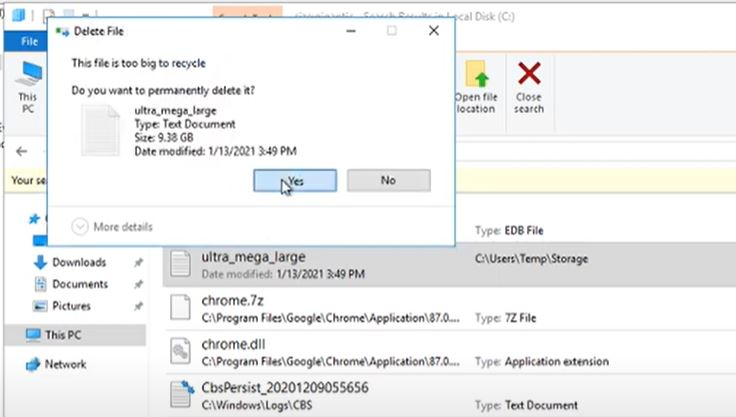 Delete File
Search Results in Local Disk (C:)
File
This file is too big to recycle
Do you want to permanently delete it?
ultra_mega_large
Type: Text Document
Size: 9.38 GB
Date modified: 1/13/2021 3:49 PM
Yes
No
More details
This
PC
Open file
location
Close
search
Your se
Type: EDB File
Downloads
Documents
Pictures
This PC
Network
ultra_mega_large
Date modified: 1/13/2021 3:49 PM
C:\Users\Temp\Storage
chrome.7z
C:\Program Files\Google\Chrome\Application\87.0....
Type: 7Z File
chrome.dll
C:\Program Files\Google\Chrome\Application\87.0....
Type: Application extension
CbsPersist_20201209055656
C:\Windows\Logs\CBS
Type: Text Document